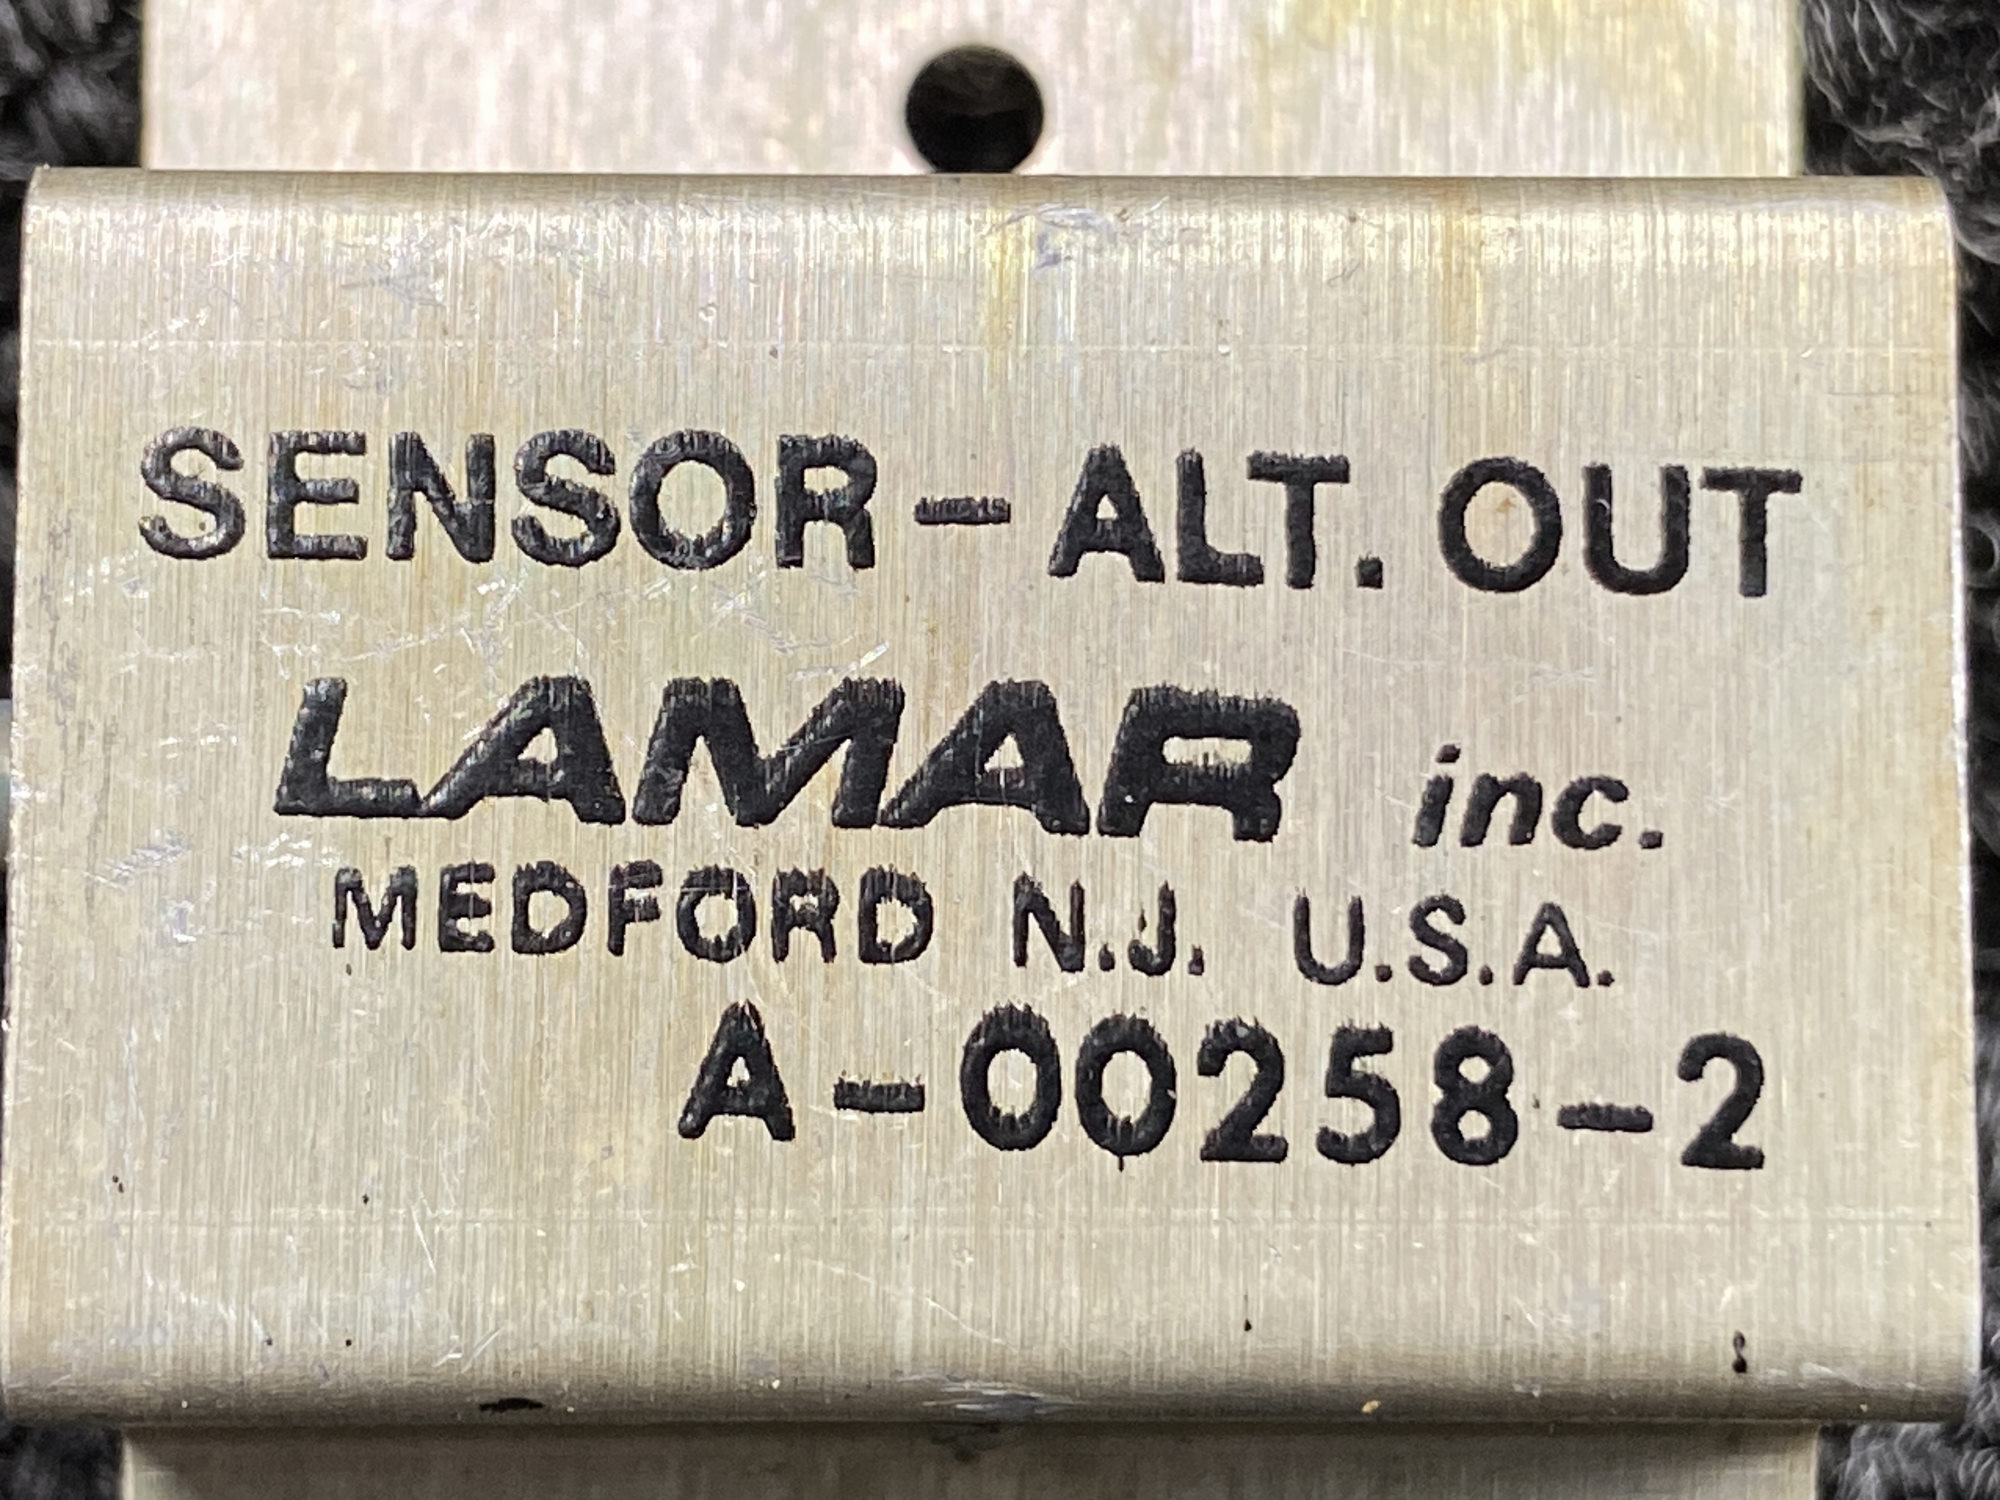 SENSOR-ALT. OUT
LAMAR inc.
MEDFORD N.J. U.S.A.
A-00258-2